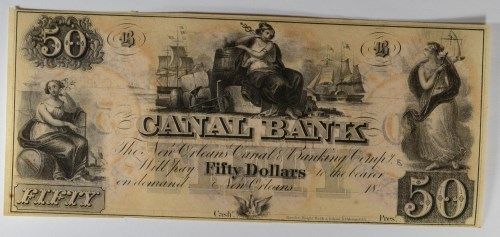 50
B
B
CANAL BANK
The New Orleans Canal & Banking Comp.y
Will pay Fifty Dollars to the bearer
on demand New Orleans 18
FIFTY
50
Cash.r
Pres.t